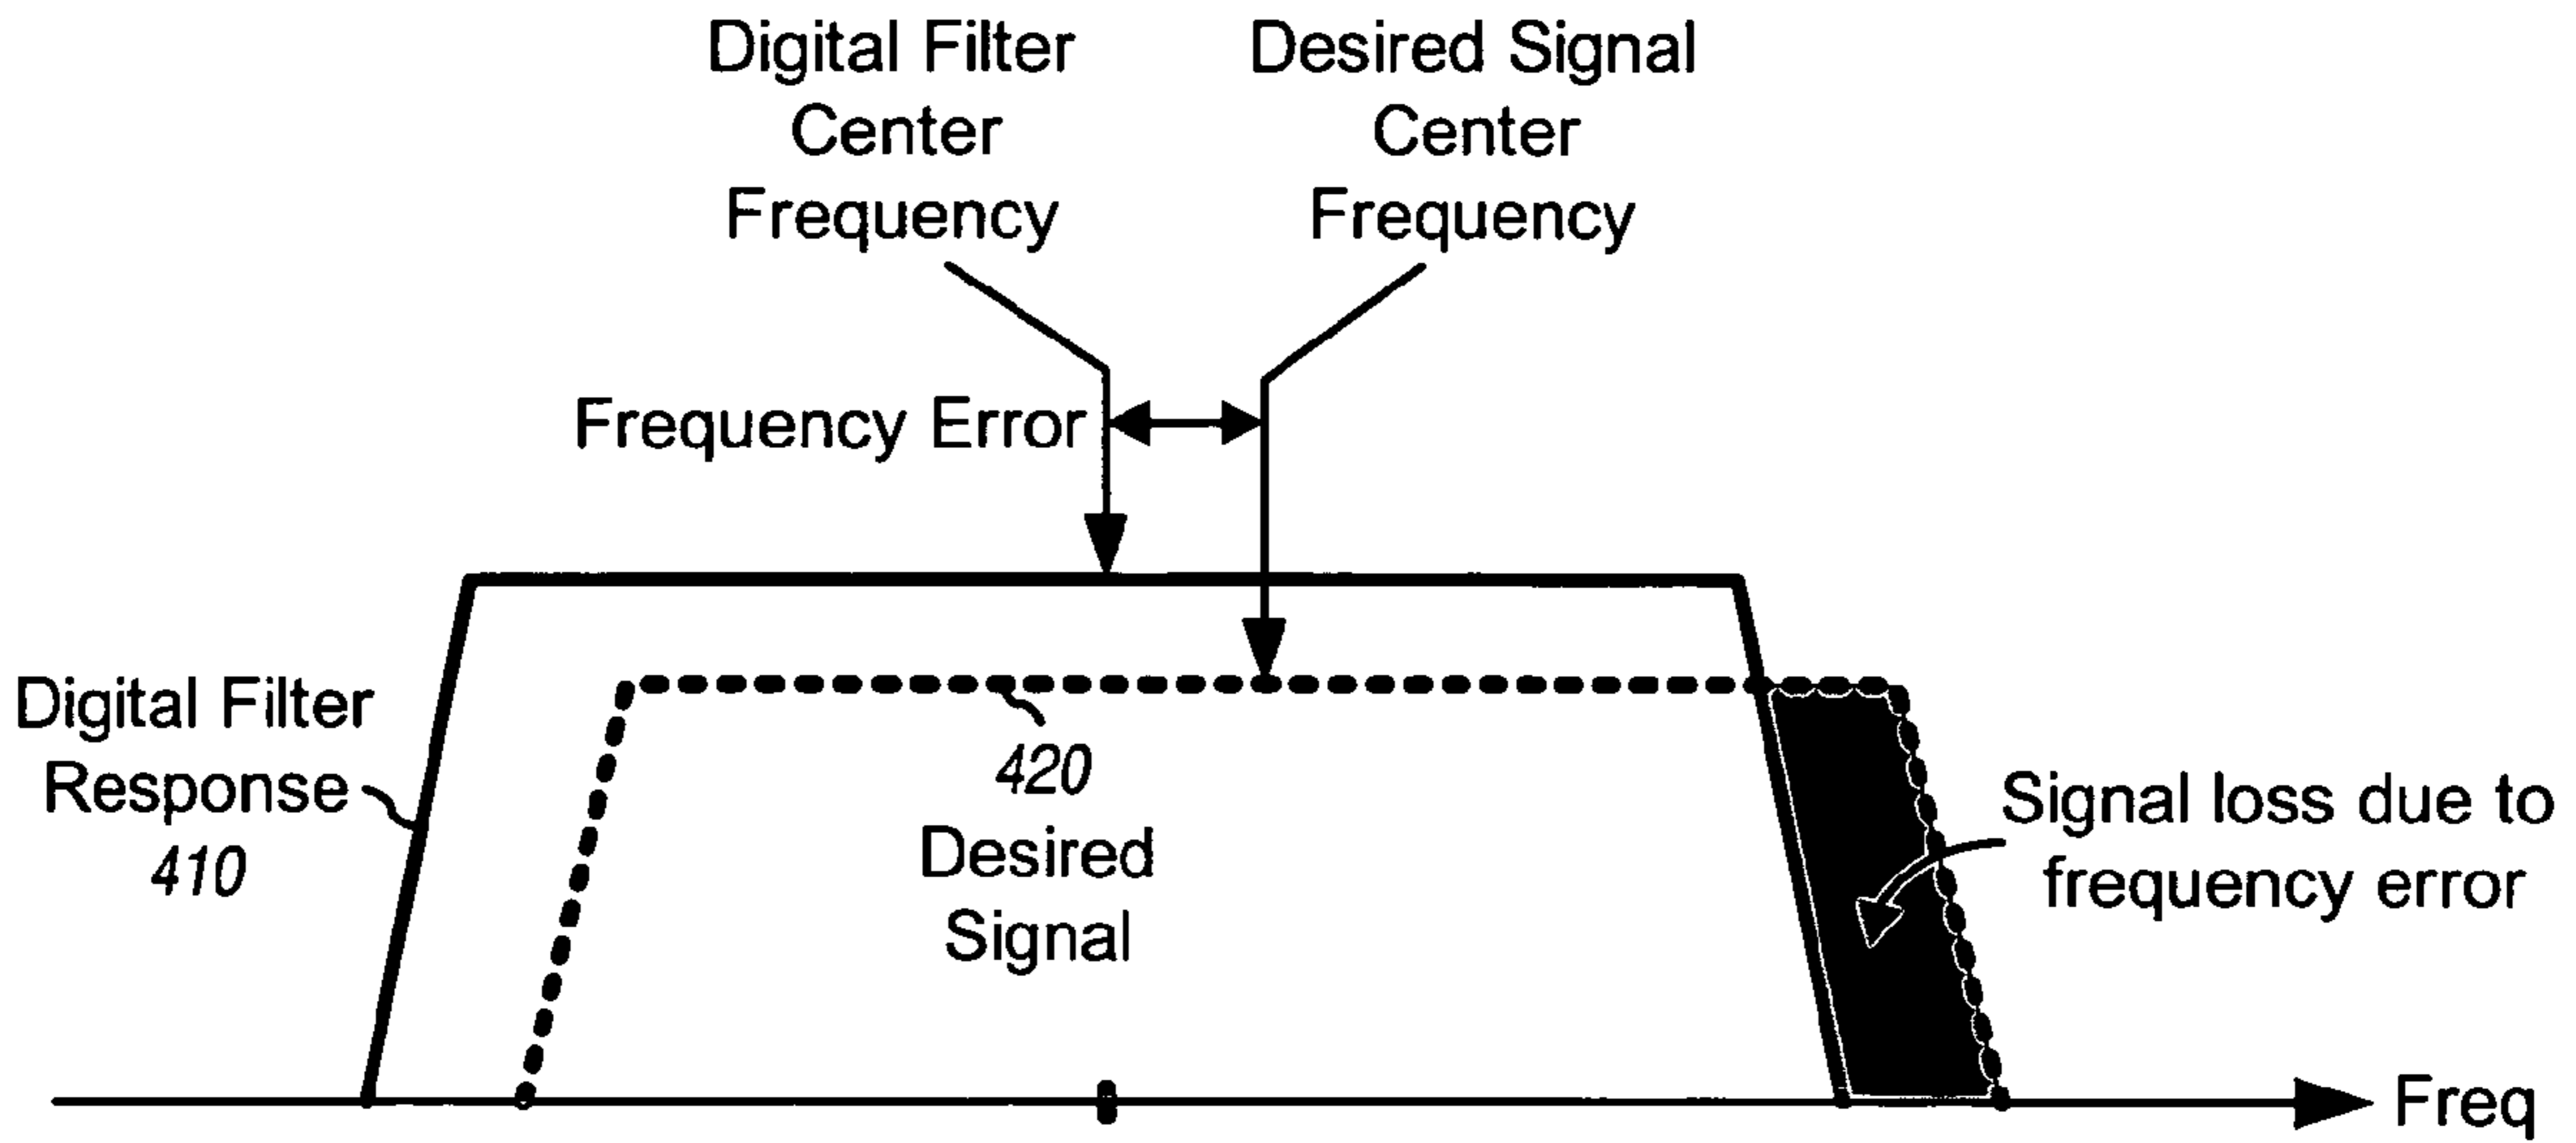 Digital Filter
Center
Frequency
Desired Signal
Center
Frequency
Frequency Error
Digital Filter
Response
410
420
Desired
Signal
Signal loss due to
frequency error
Freq